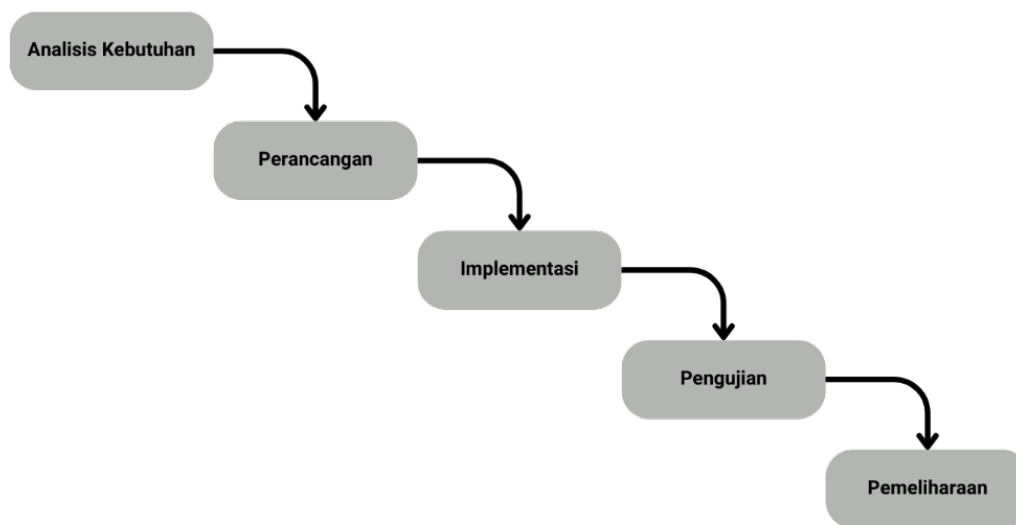 Analisis Kebutuhan
Perancangan
Implementasi
Pengujian
Pemeliharaan